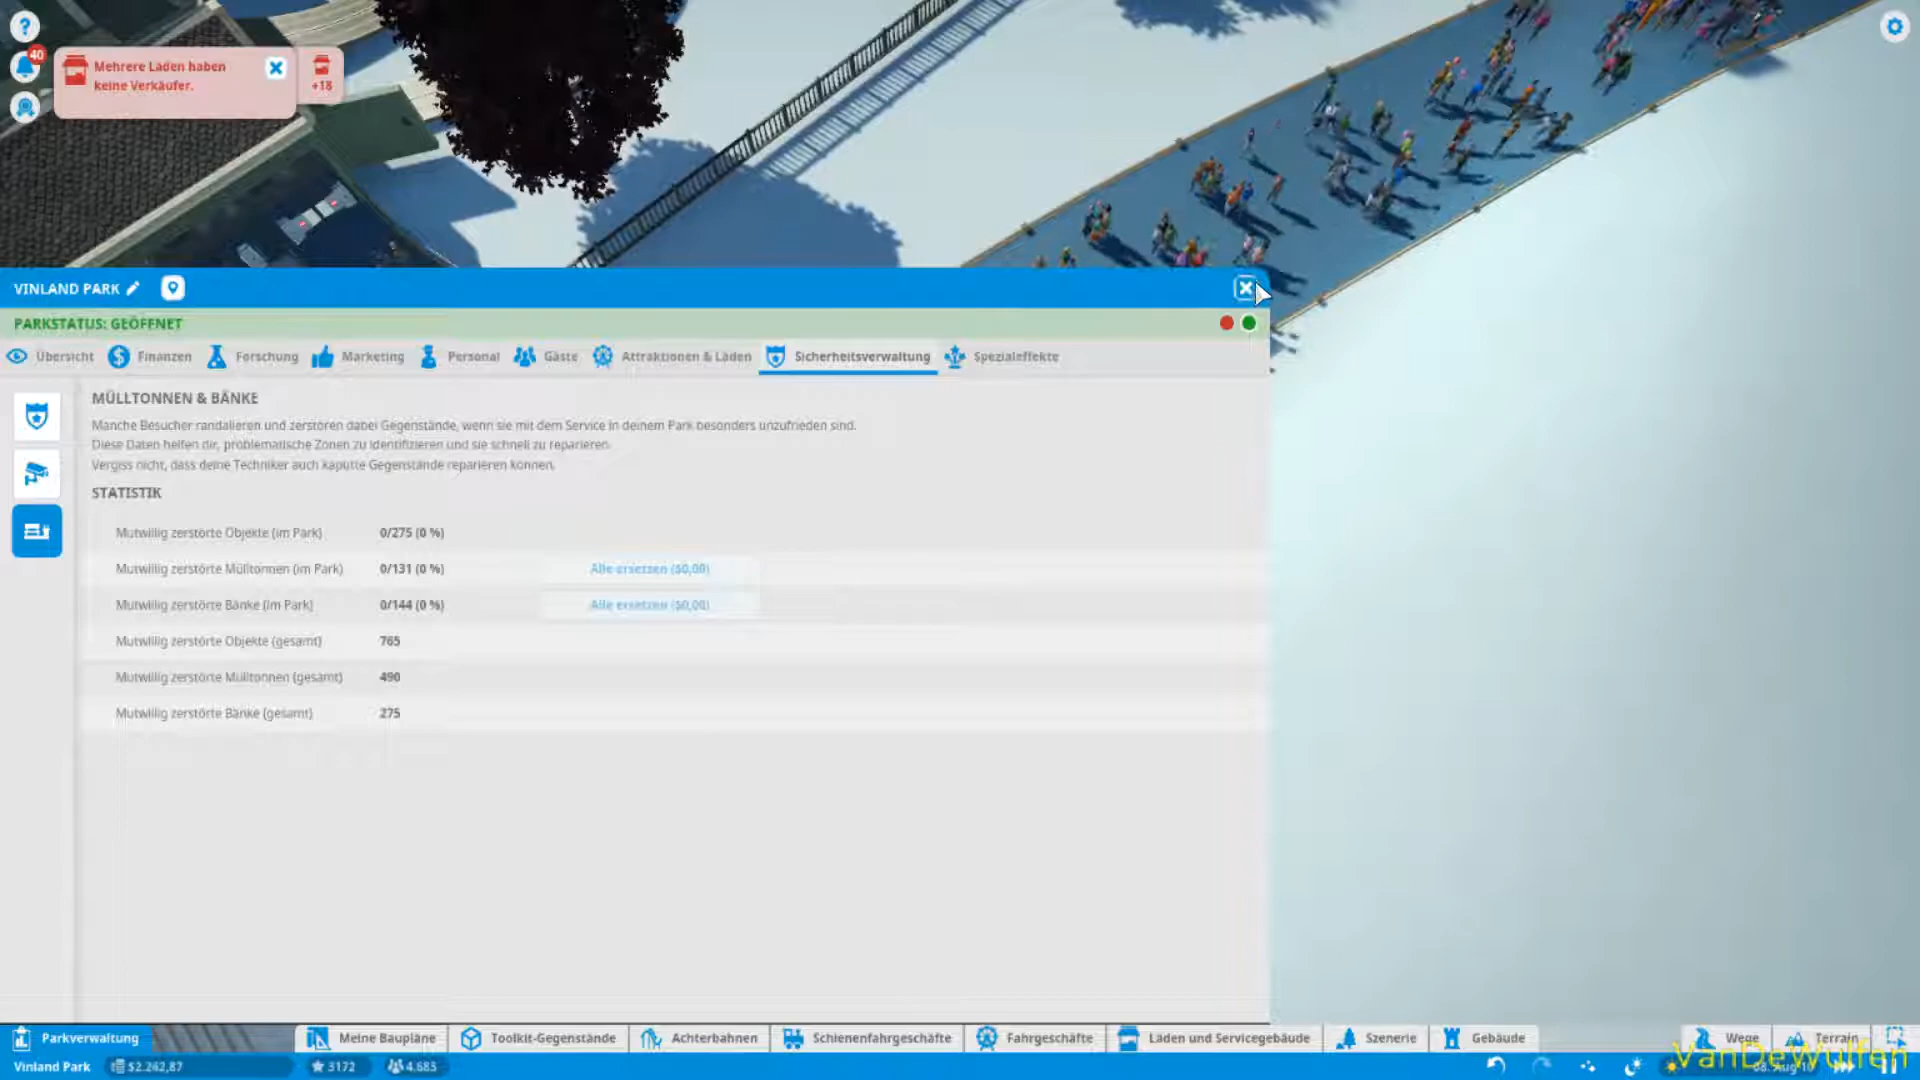 ?
40
Mehrere Läden haben
keine Verkäufer.
+18
VINLAND PARK
PARKSTATUS: GEÖFFNET
Übersicht
Finanzen
Forschung
Marketing
Personal
Gäste
Attraktionen & Läden
Sicherheitsverwaltung
Spezialeffekte
MÜLLTONNEN & BÄNKE
Manche Besucher randalieren und zerstören dabei Gegenstände, wenn sie mit dem Service in deinem Park besonders unzufrieden sind.
Diese Daten helfen dir, problematische Zonen zu identifizieren und sie schnell zu reparieren.
Vergiss nicht, dass deine Techniker auch kaputte Gegenstände reparieren können.
STATISTIK
Mutwillig zerstörte Objekte (im Park) 0/275 (0 %)
Mutwillig zerstörte Mülltonnen (im Park) 0/131 (0 %) Alle ersetzen ($0,00)
Mutwillig zerstörte Bänke (im Park) 0/144 (0 %) Alle ersetzen ($0,00)
Mutwillig zerstörte Objekte (gesamt) 765
Mutwillig zerstörte Mülltonnen (gesamt) 490
Mutwillig zerstörte Bänke (gesamt) 275
Parkverwaltung
Meine Baupläne
Toolkit-Gegenstände
Achterbahnen
Schienenfahrgeschäfte
Fahrgeschäfte
Läden und Servicegebäude
Szenerie
Gebäude
Wege
Terrain
Vinland Park
$2.262,87
3172
4.685
VanDeWulfen